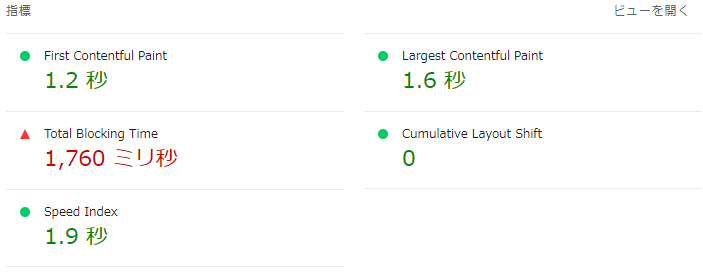 指標
ビューを開く
First Contentful Paint
1.2 秒
Largest Contentful Paint
1.6 秒
Total Blocking Time
1,760 ミリ秒
Cumulative Layout Shift
0
Speed Index
1.9 秒